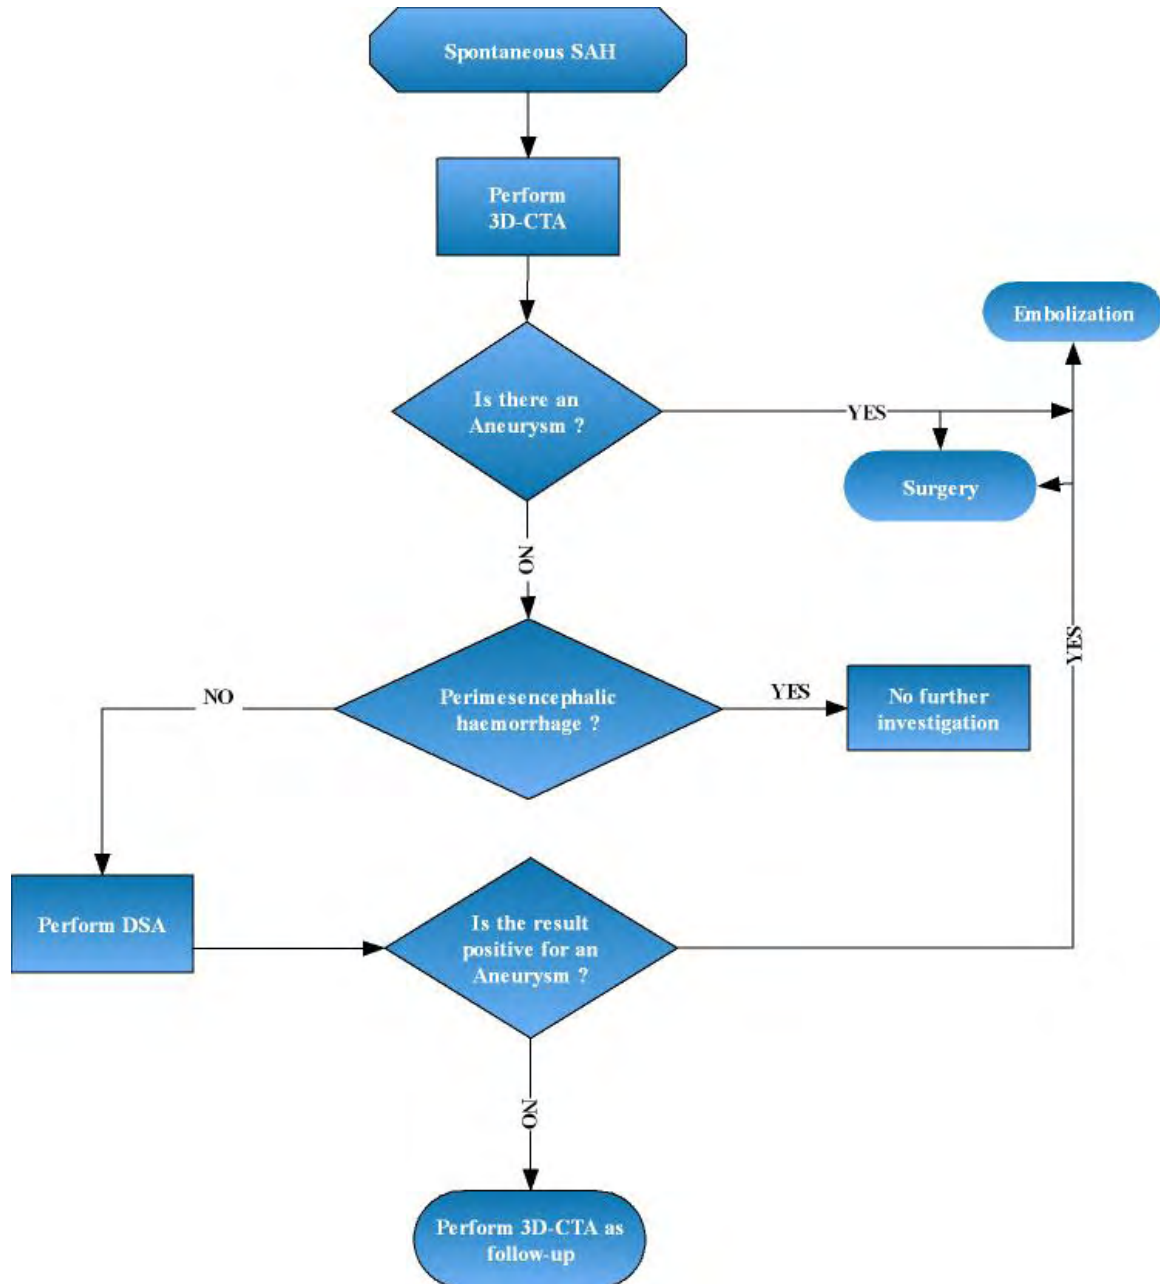 Spontaneous SAH
Perform
3D-CTA
Embolization
Is there an
Aneurysm ?
YES
Surgery
NO
YES
Perimesencephalic
haemorrhage ?
NO
YES
No further
investigation
Perform DSA
Is the result
positive for an
Aneurysm ?
NO
Perform 3D-CTA as
follow-up